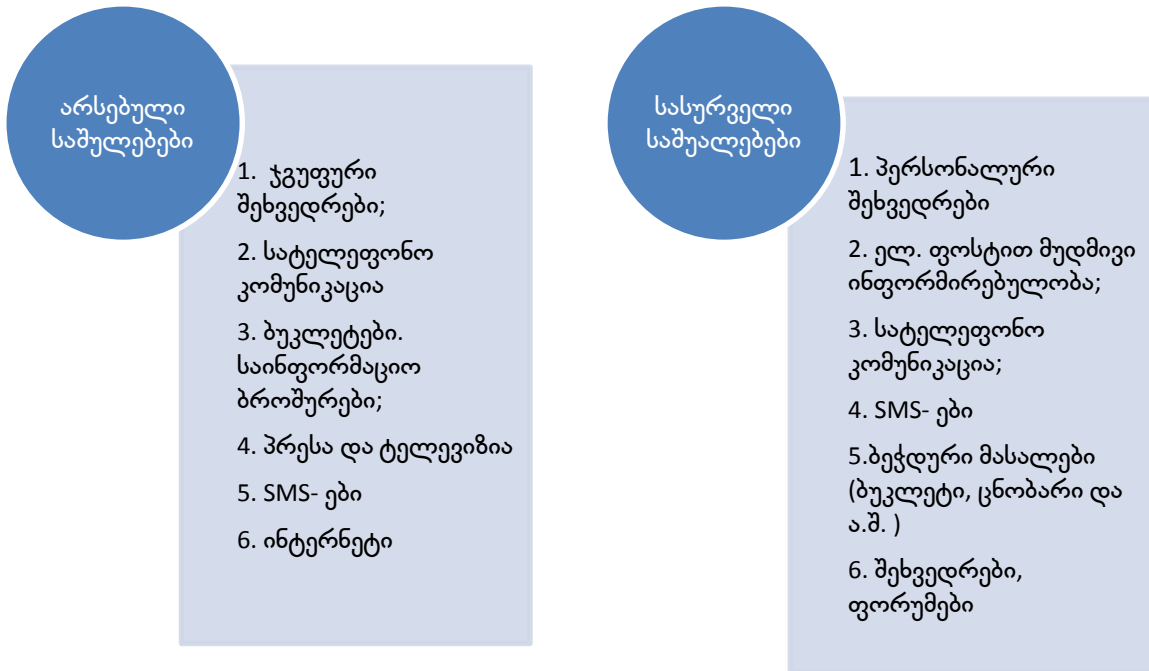 არსებული
საშულებები
1. ჯგუფური
შეხვედრები;
2. სატელეფონო
კომუნიკაცია
3. ბუკლეტები.
საინფორმაციო
ბროშურები;
4. პრესა და ტელევიზია
5. SMS- ები
6. ინტერნეტი
სასურველი
საშუალებები
1. პერსონალური
შეხვედრები
2. ელ. ფოსტით მუდმივი
ინფორმირებულობა;
3. სატელეფონო
კომუნიკაცია;
4. SMS- ები
5.ბეჭდური მასალები
(ბუკლეტი, ცნობარი და
ა.შ. )
6. შეხვედრები,
ფორუმები